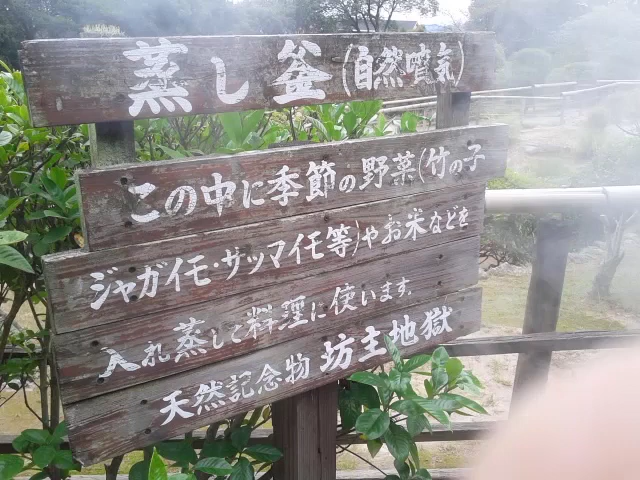 蒸し釜(自然噴気)
この中に季節の野菜(竹の子
ジャガイモ・サツマイモ等)やお米などを
入れ蒸して料理に使います。
天然記念物 坊主地獄